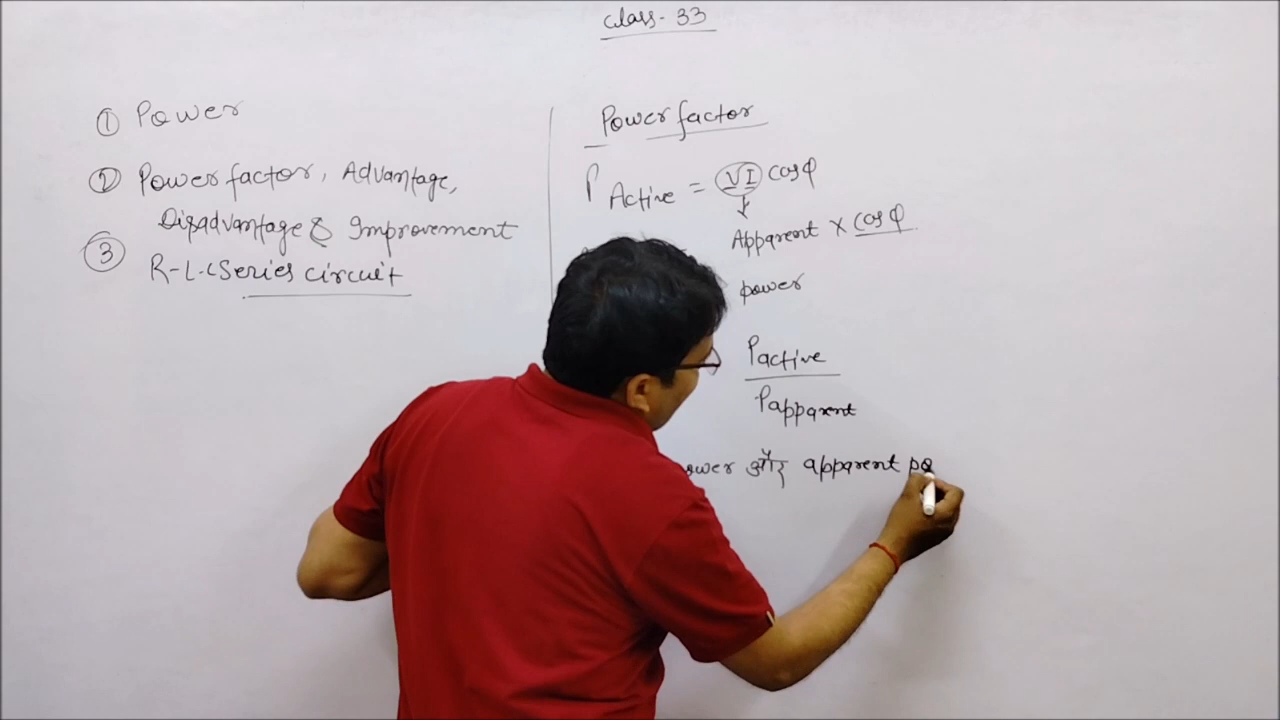 Class - 33
① Power
② Power factor, Advantage,
Disadvantage & Improvement
③ R-L-C Series circuit
Power factor
P Active = VI cosφ
Apparent × cosφ
power
Pactive
Papparent
और apparent po